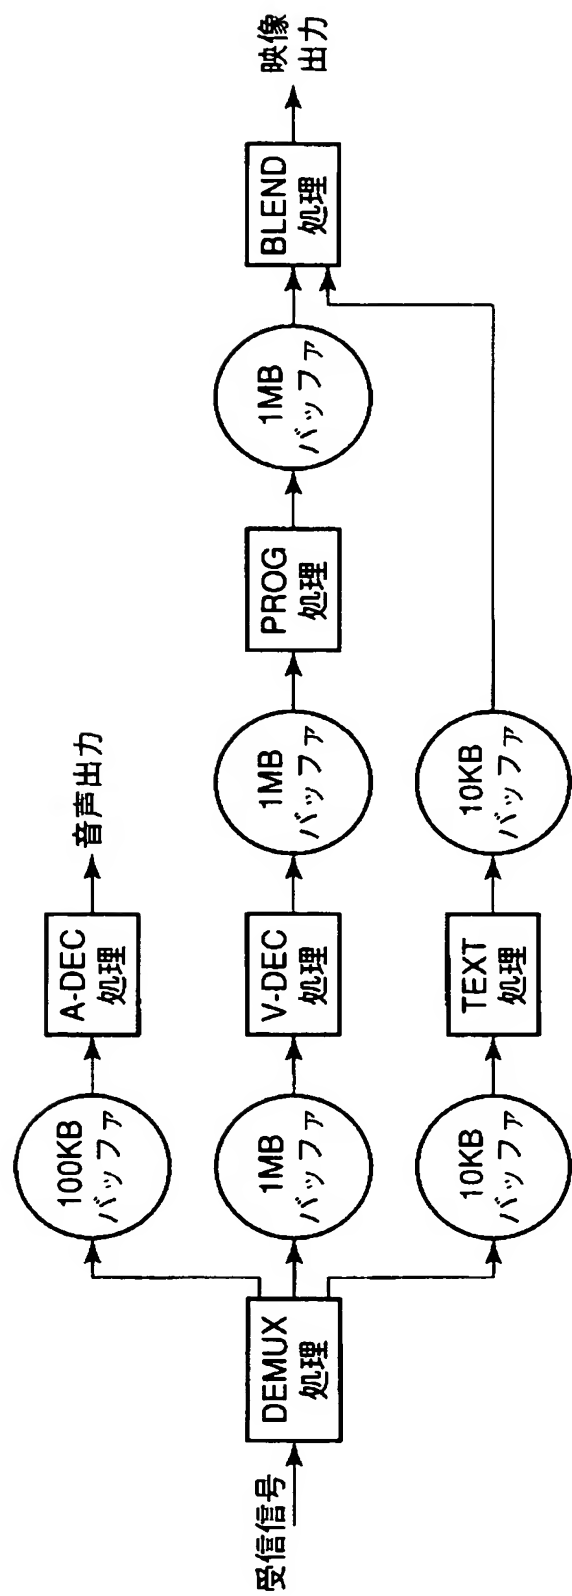 受信信号
DEMUX
処理
100KB
バッファ
A-DEC
処理
音声出力
1MB
バッファ
V-DEC
処理
1MB
バッファ
PROG
処理
1MB
バッファ
BLEND
処理
映像
出力
10KB
バッファ
TEXT
処理
10KB
バッファ